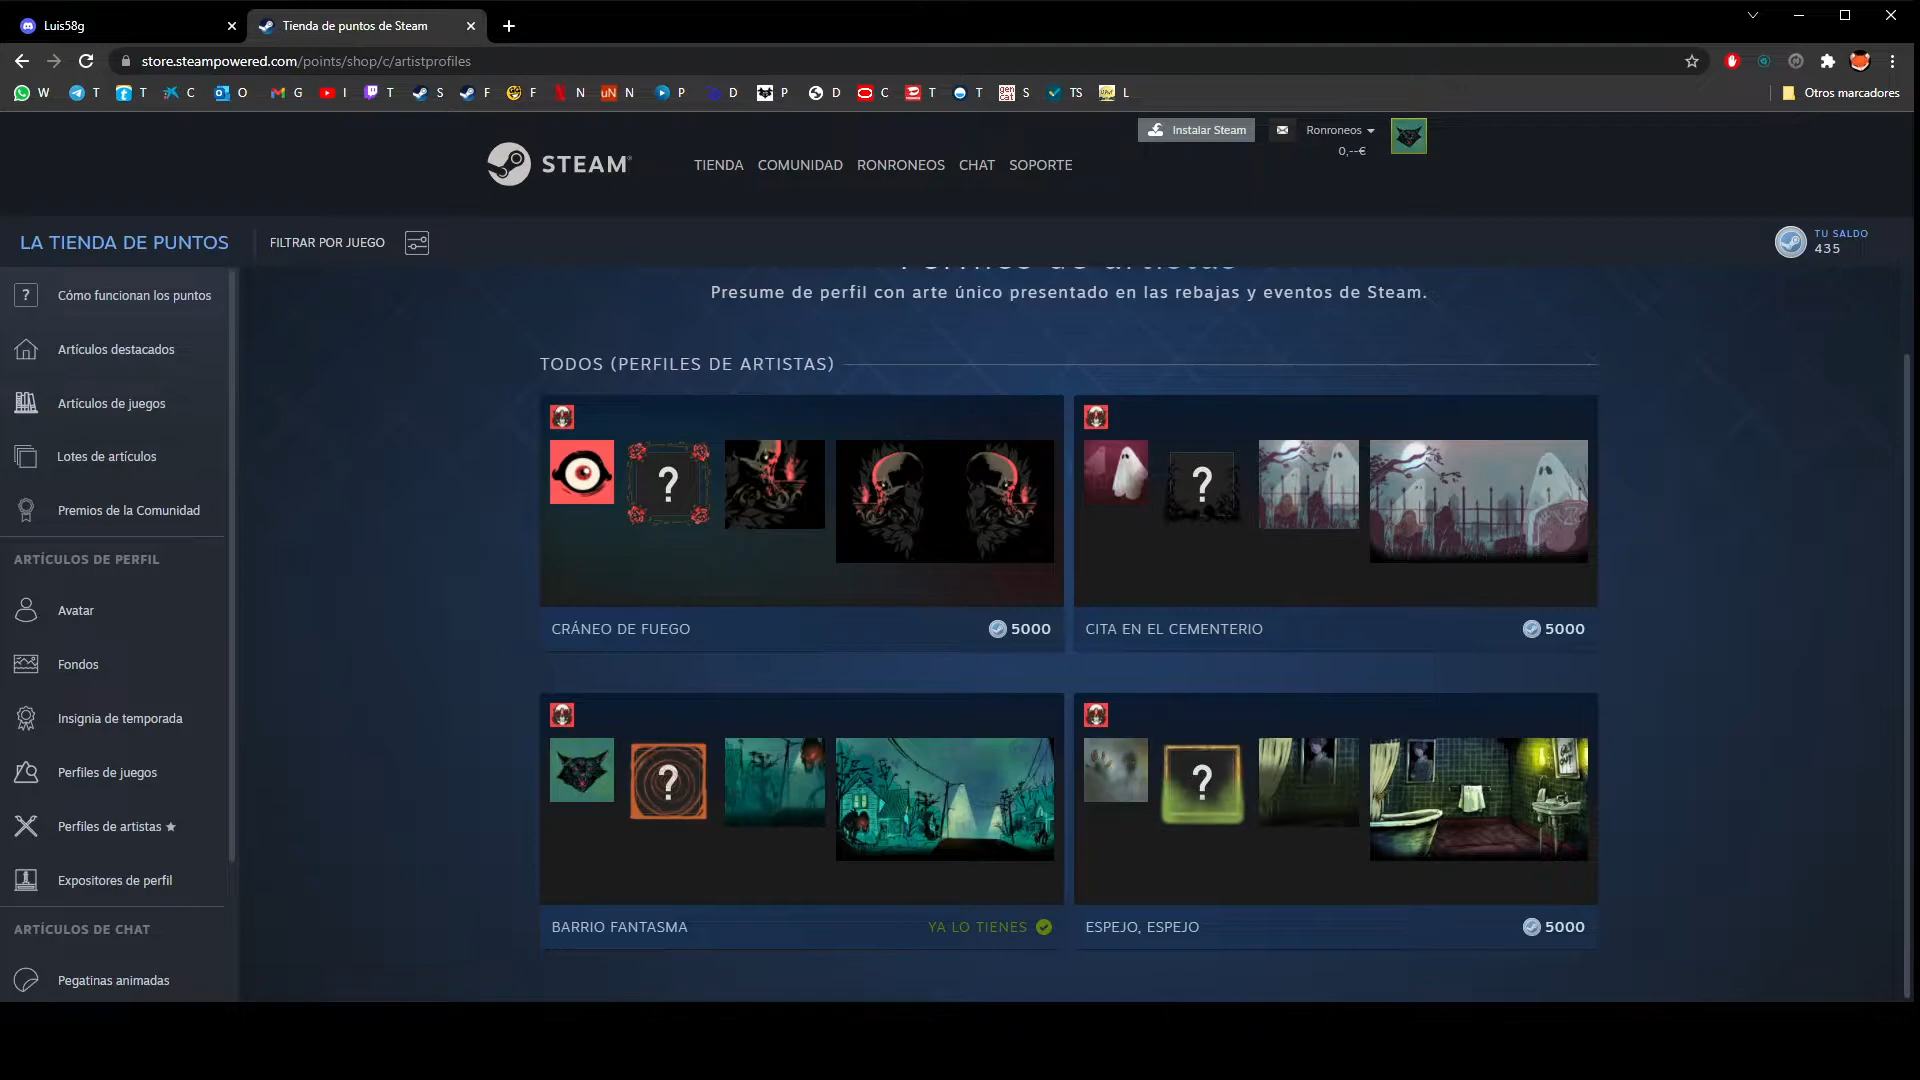 Luis58g
Tienda de puntos de Steam
store.steampowered.com/points/shop/c/artistprofiles
W T T C O G I T S F F N N P D P D C T T S TS L
Otros marcadores
Instalar Steam
Ronroneos
0,--€
STEAM
TIENDA COMUNIDAD RONRONEOS CHAT SOPORTE
LA TIENDA DE PUNTOS
FILTRAR POR JUEGO
TU SALDO
435
Cómo funcionan los puntos
Artículos destacados
Artículos de juegos
Lotes de artículos
Premios de la Comunidad
ARTÍCULOS DE PERFIL
Avatar
Fondos
Insignia de temporada
Perfiles de juegos
Perfiles de artistas ★
Expositores de perfil
ARTÍCULOS DE CHAT
Pegatinas animadas
Perfiles de artistas
Presume de perfil con arte único presentado en las rebajas y eventos de Steam.
TODOS (PERFILES DE ARTISTAS)
?
?
CRÁNEO DE FUEGO 5000
CITA EN EL CEMENTERIO 5000
?
?
BARRIO FANTASMA YA LO TIENES
ESPEJO, ESPEJO 5000